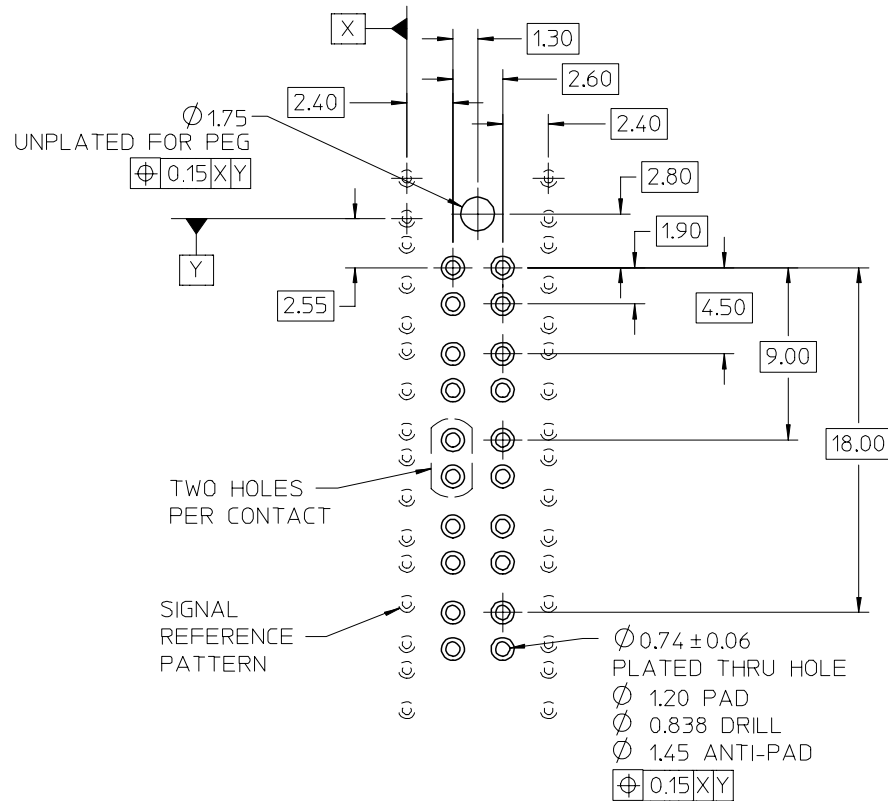 X
1.30
2.60
2.40
2.40
Ø 1.75
UNPLATED FOR PEG
⌖ 0.15 X Y
2.80
1.90
Y
2.55
4.50
9.00
18.00
TWO HOLES
PER CONTACT
SIGNAL
REFERENCE
PATTERN
Ø 0.74 ± 0.06
PLATED THRU HOLE
Ø 1.20 PAD
Ø 0.838 DRILL
Ø 1.45 ANTI-PAD
⌖ 0.15 X Y